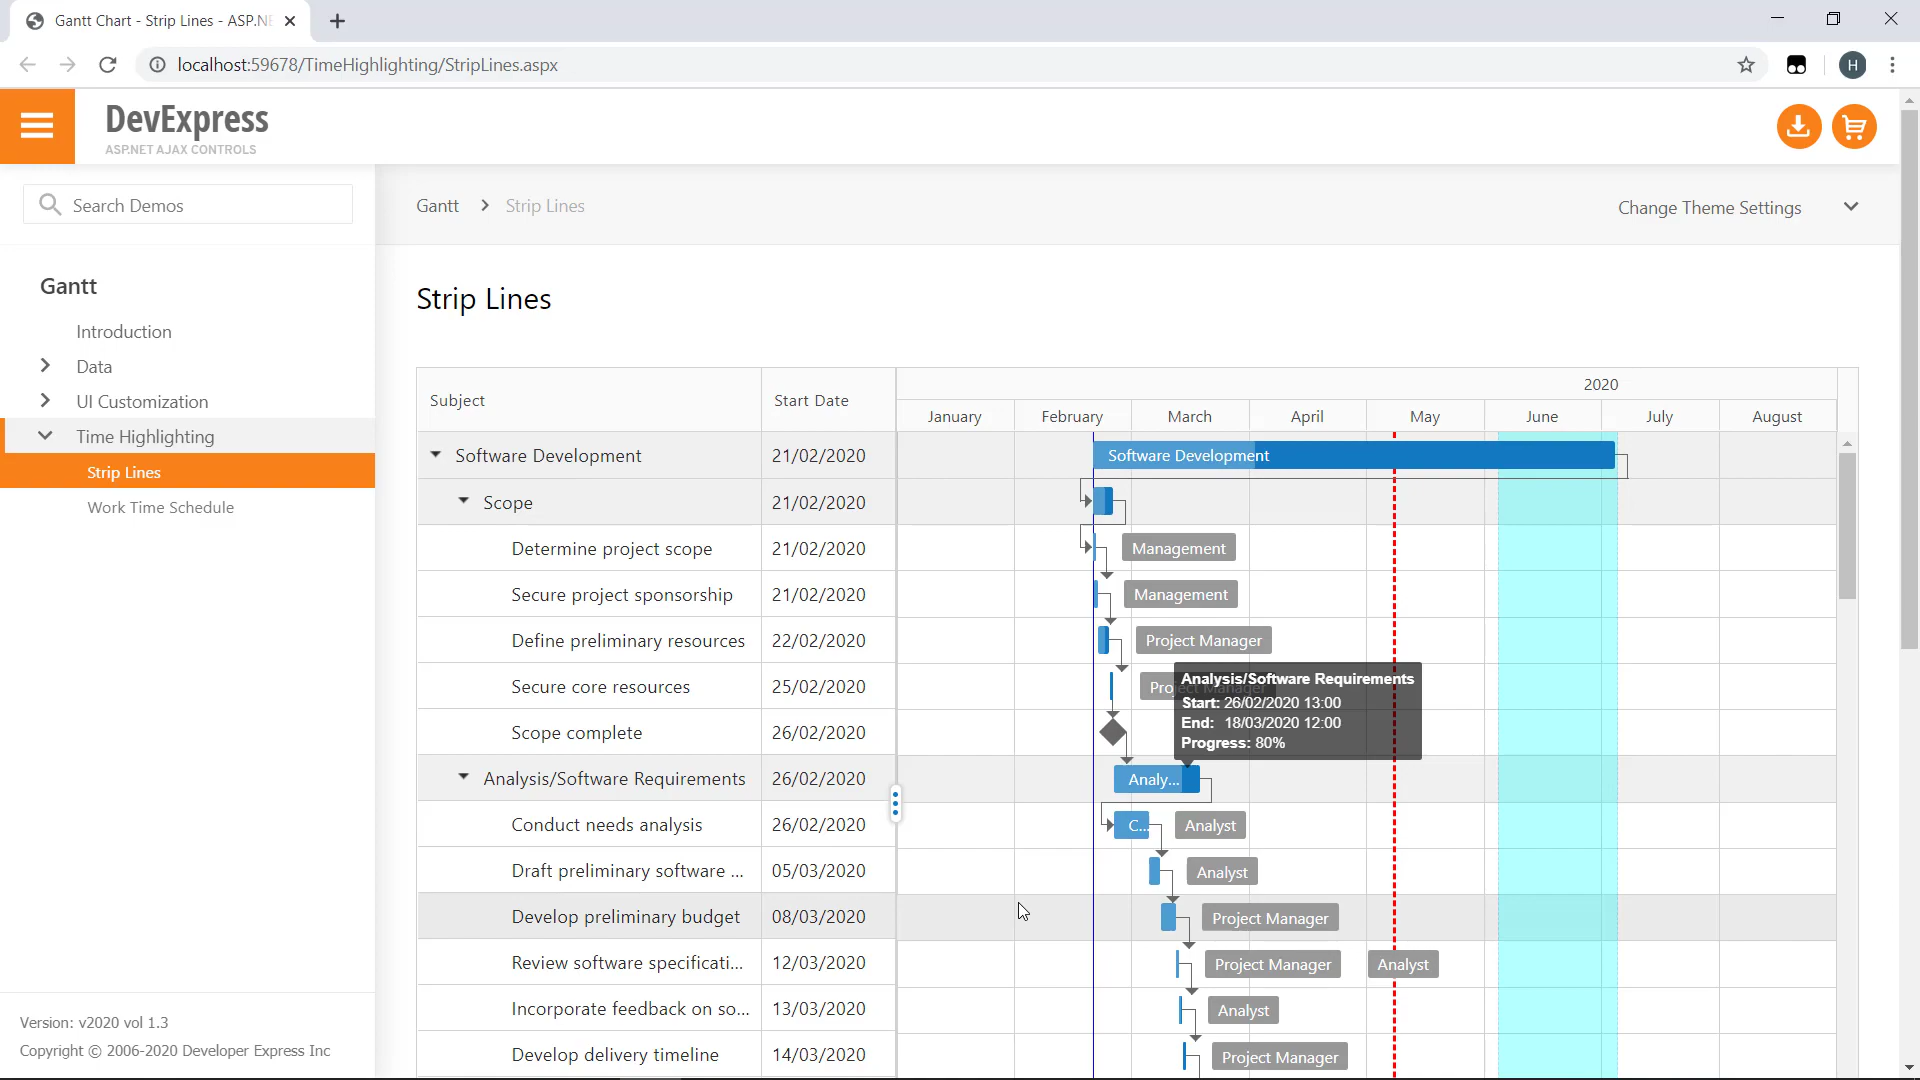 Gantt Chart - Strip Lines - ASP.NE
localhost:59678/TimeHighlighting/StripLines.aspx
H
DevExpress
ASP.NET AJAX CONTROLS
Search Demos
Gantt
Introduction
Data
UI Customization
Time Highlighting
Strip Lines
Work Time Schedule
Version: v2020 vol 1.3
Copyright © 2006-2020 Developer Express Inc
Gantt Strip Lines
Change Theme Settings
Strip Lines
Subject Start Date
2020
January February March April May June July August
Software Development 21/02/2020 Software Development
Scope 21/02/2020
Determine project scope 21/02/2020 Management
Secure project sponsorship 21/02/2020 Management
Define preliminary resources 22/02/2020 Project Manager
Secure core resources 25/02/2020 Project Manager
Analysis/Software Requirements
Start: 26/02/2020 13:00
End: 18/03/2020 12:00
Progress: 80%
Scope complete 26/02/2020
Analysis/Software Requirements 26/02/2020 Analy...
Conduct needs analysis 26/02/2020 C... Analyst
Draft preliminary software ... 05/03/2020 Analyst
Develop preliminary budget 08/03/2020 Project Manager
Review software specificati... 12/03/2020 Project Manager Analyst
Incorporate feedback on so... 13/03/2020 Analyst
Develop delivery timeline 14/03/2020 Project Manager